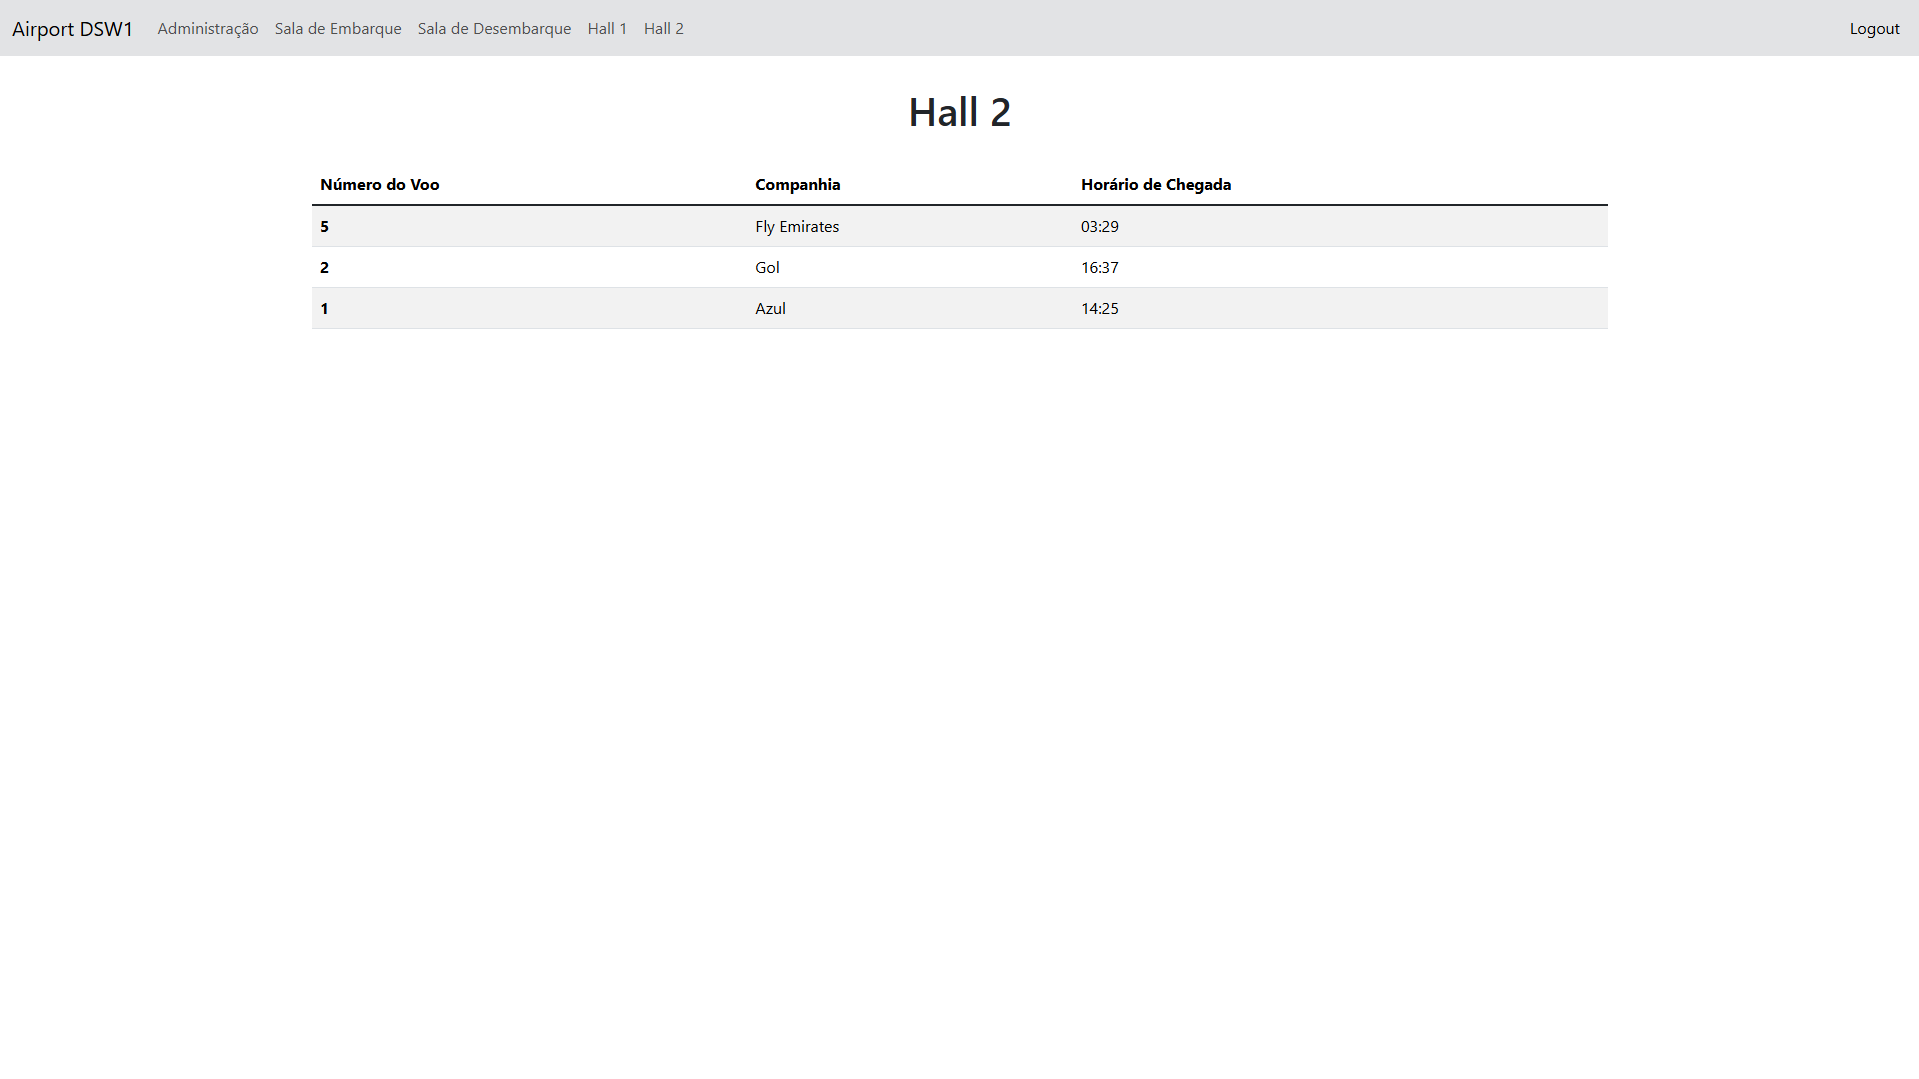 Airport DSW1 Administração Sala de Embarque Sala de Desembarque Hall 1 Hall 2 Logout
Hall 2
Número do Voo Companhia Horário de Chegada
5 Fly Emirates 03:29
2 Gol 16:37
1 Azul 14:25